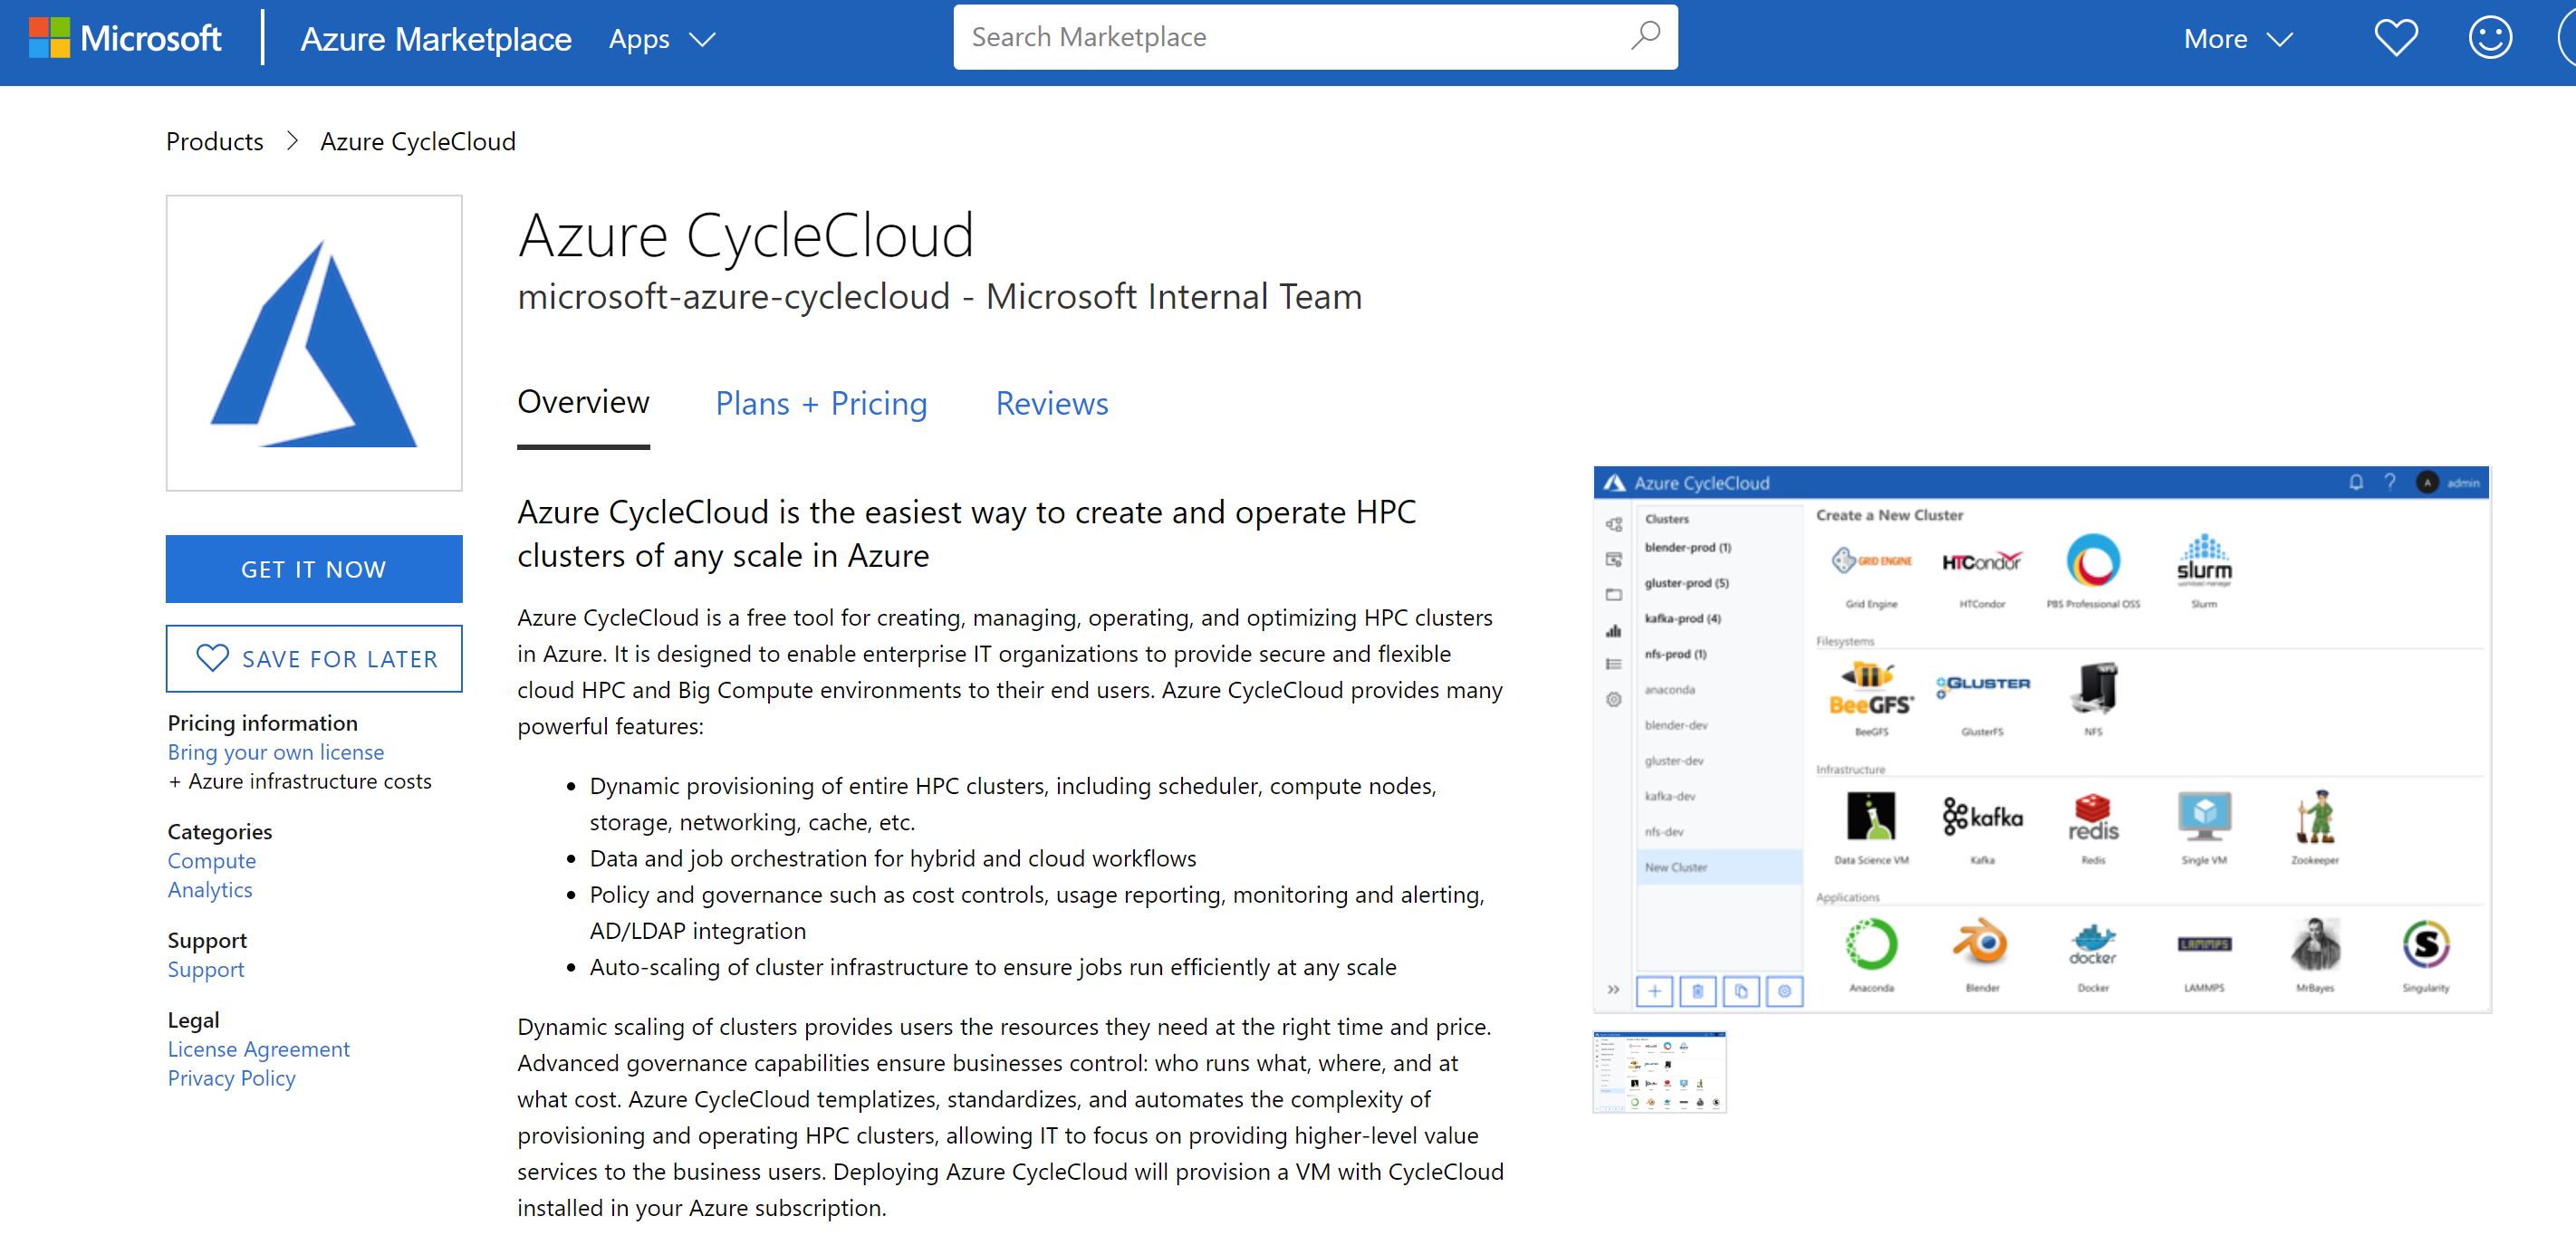 Microsoft
Azure Marketplace
Apps
Search Marketplace
More
Products
Azure CycleCloud
Azure CycleCloud
microsoft-azure-cyclecloud - Microsoft Internal Team
GET IT NOW
SAVE FOR LATER
Pricing information
Bring your own license
+ Azure infrastructure costs
Categories
Compute
Analytics
Support
Support
Legal
License Agreement
Privacy Policy
Overview
Plans + Pricing
Reviews
Azure CycleCloud is the easiest way to create and operate HPC
clusters of any scale in Azure
Azure CycleCloud is a free tool for creating, managing, operating, and optimizing HPC clusters
in Azure. It is designed to enable enterprise IT organizations to provide secure and flexible
cloud HPC and Big Compute environments to their end users. Azure CycleCloud provides many
powerful features:
• Dynamic provisioning of entire HPC clusters, including scheduler, compute nodes,
storage, networking, cache, etc.
• Data and job orchestration for hybrid and cloud workflows
• Policy and governance such as cost controls, usage reporting, monitoring and alerting,
AD/LDAP integration
• Auto-scaling of cluster infrastructure to ensure jobs run efficiently at any scale
Dynamic scaling of clusters provides users the resources they need at the right time and price.
Advanced governance capabilities ensure businesses control: who runs what, where, and at
what cost. Azure CycleCloud templatizes, standardizes, and automates the complexity of
provisioning and operating HPC clusters, allowing IT to focus on providing higher-level value
services to the business users. Deploying Azure CycleCloud will provision a VM with CycleCloud
installed in your Azure subscription.
Azure CycleCloud
? A admin
Clusters
blender-prod (1)
gluster-prod (5)
kafka-prod (4)
nfs-prod (1)
anaconda
blender-dev
gluster-dev
kafka-dev
nfs-dev
New Cluster
Create a New Cluster
GRID ENGINE
HTCondor
slurm
workload manager
Grid Engine
HTCondor
PBS Professional OSS
Slurm
Filesystems
BeeGFS
GLUSTER
BeeGFS
GlusterFS
NFS
Infrastructure
kafka
redis
Data Science VM
Kafka
Redis
Single VM
Zookeeper
Applications
docker
LAMMPS
S
Anaconda
Blender
Docker
LAMMPS
MrBayes
Singularity